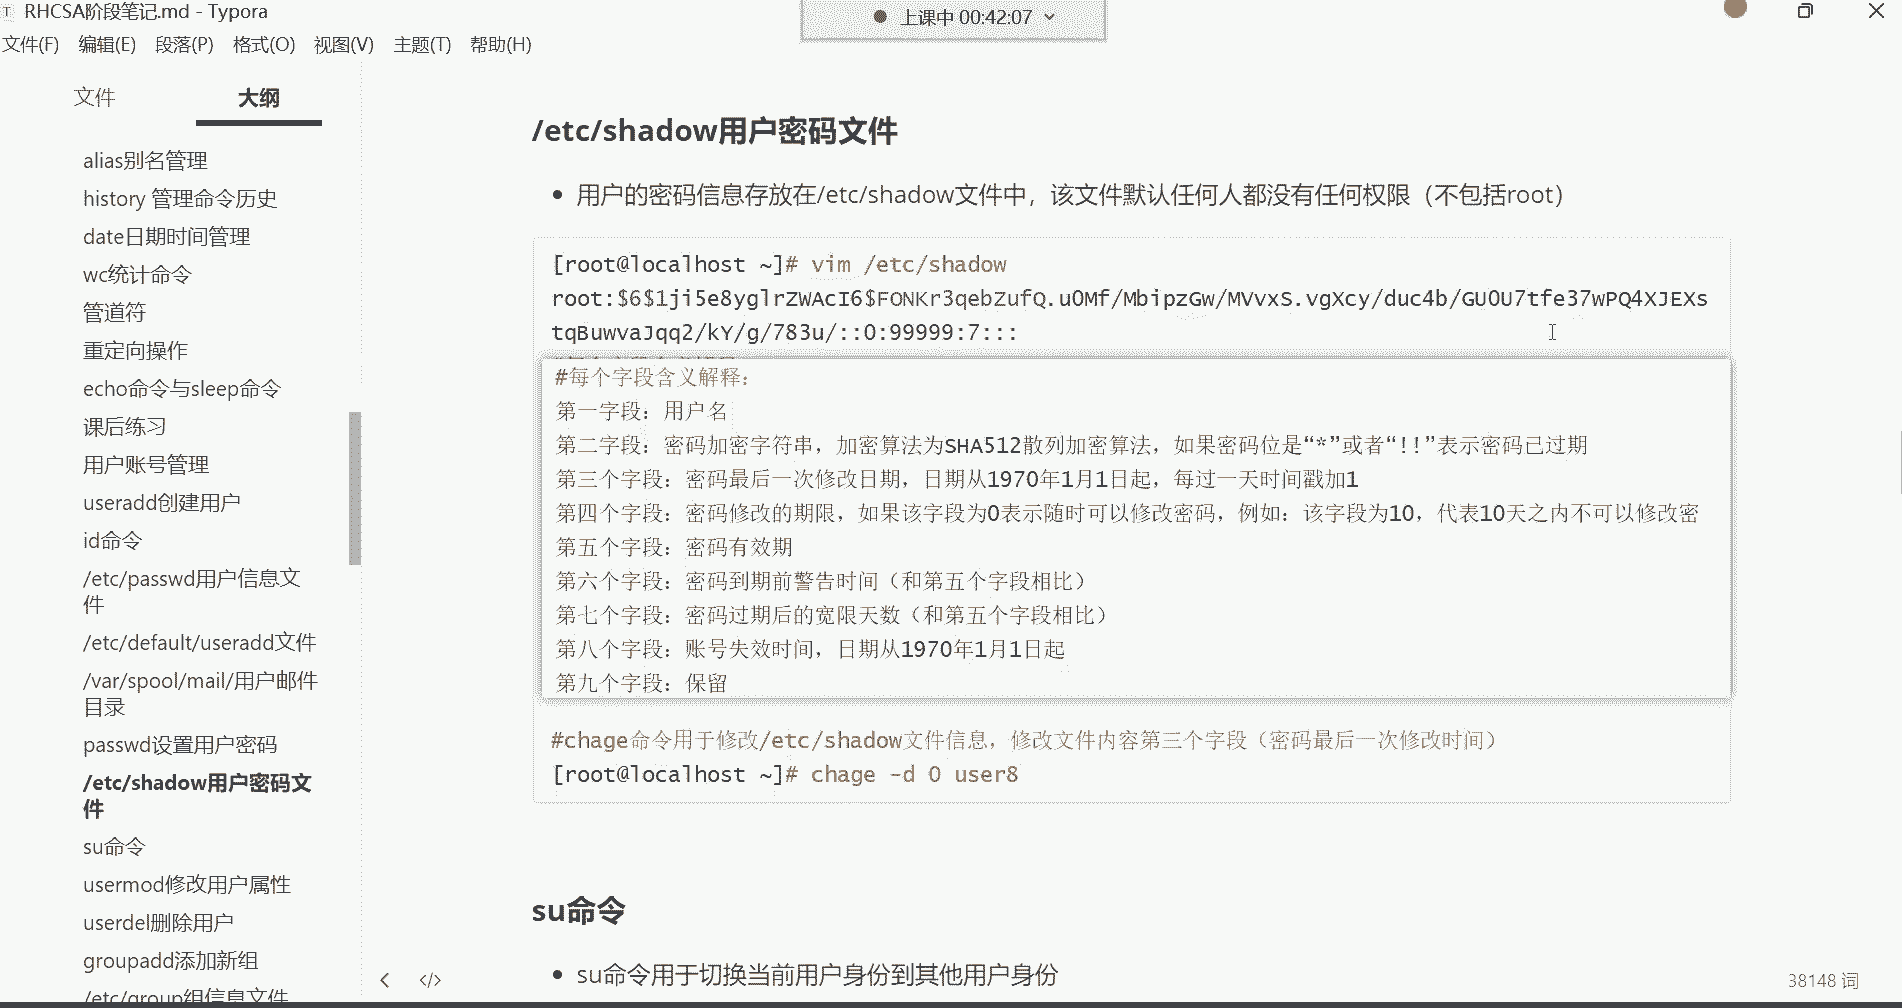 RHCSA阶段笔记.md - Typora
上课中 00:42:07
文件(F) 编辑(E) 段落(P) 格式(O) 视图(V) 主题(T) 帮助(H)
文件 大纲
alias别名管理
history 管理命令历史
date日期时间管理
wc统计命令
管道符
重定向操作
echo命令与sleep命令
课后练习
用户账号管理
useradd创建用户
id命令
/etc/passwd用户信息文
件
/etc/default/useradd文件
/var/spool/mail/用户邮件
目录
passwd设置用户密码
/etc/shadow用户密码文
件
su命令
usermod修改用户属性
userdel删除用户
groupadd添加新组
/etc/group组信息文件
/etc/shadow用户密码文件
用户的密码信息存放在/etc/shadow文件中，该文件默认任何人都没有任何权限（不包括root）
[root@localhost ~]# vim /etc/shadow
root:$6$1ji5e8yglrZWAcI6$FONKr3qebZufQ.u0Mf/MbipzGw/MVvxS.vgXcy/duc4b/GU0U7tfe37wPQ4XJEXs
tqBuwvaJqq2/kY/g/783u/::0:99999:7:::
#每个字段含义解释：
第一字段：用户名
第二字段：密码加密字符串，加密算法为SHA512散列加密算法，如果密码位是“*”或者“!!”表示密码已过期
第三个字段：密码最后一次修改日期，日期从1970年1月1日起，每过一天时间戳加1
第四个字段：密码修改的期限，如果该字段为0表示随时可以修改密码，例如：该字段为10，代表10天之内不可以修改密
第五个字段：密码有效期
第六个字段：密码到期前警告时间（和第五个字段相比）
第七个字段：密码过期后的宽限天数（和第五个字段相比）
第八个字段：账号失效时间，日期从1970年1月1日起
第九个字段：保留
#chage命令用于修改/etc/shadow文件信息，修改文件内容第三个字段（密码最后一次修改时间）
[root@localhost ~]# chage -d 0 user8
su命令
su命令用于切换当前用户身份到其他用户身份
38148 词